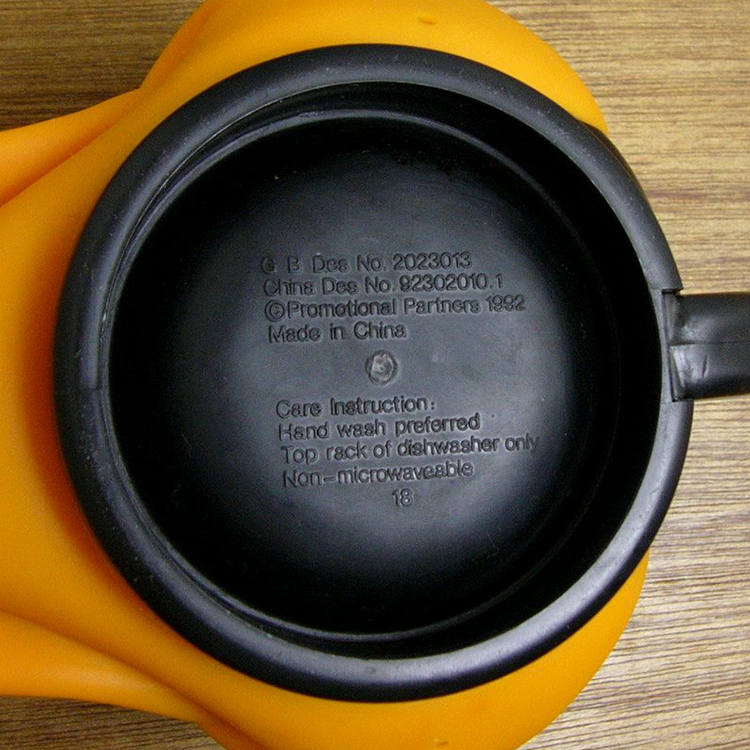 G B Des No. 2023013
China Des No. 92302010.1
©Promotional Partners 1992
Made in China
Care Instruction:
Hand wash preferred
Top rack of dishwasher only
Non-microwaveable
18